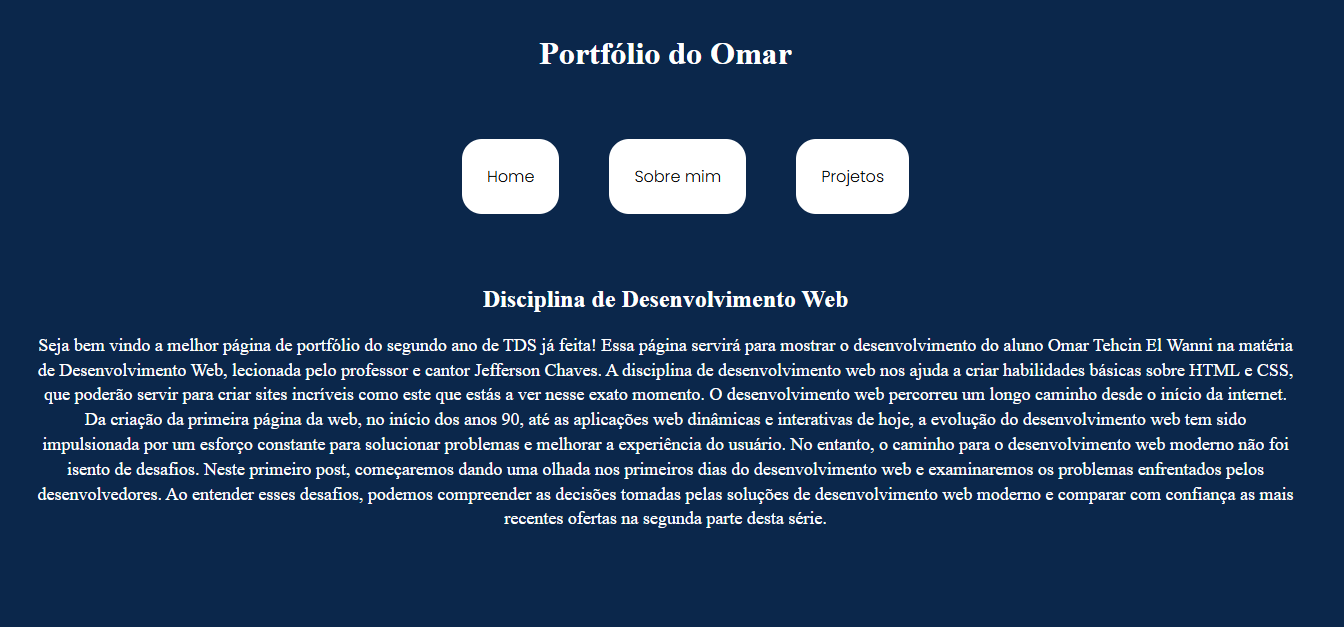 Portfólio do Omar
Home
Sobre mim
Projetos
Disciplina de Desenvolvimento Web
Seja bem vindo a melhor página de portfólio do segundo ano de TDS já feita! Essa página servirá para mostrar o desenvolvimento do aluno Omar Tehcin El Wanni na matéria
de Desenvolvimento Web, lecionada pelo professor e cantor Jefferson Chaves. A disciplina de desenvolvimento web nos ajuda a criar habilidades básicas sobre HTML e CSS,
que poderão servir para criar sites incríveis como este que estás a ver nesse exato momento. O desenvolvimento web percorreu um longo caminho desde o início da internet.
Da criação da primeira página da web, no início dos anos 90, até as aplicações web dinâmicas e interativas de hoje, a evolução do desenvolvimento web tem sido
impulsionada por um esforço constante para solucionar problemas e melhorar a experiência do usuário. No entanto, o caminho para o desenvolvimento web moderno não foi
isento de desafios. Neste primeiro post, começaremos dando uma olhada nos primeiros dias do desenvolvimento web e examinaremos os problemas enfrentados pelos
desenvolvedores. Ao entender esses desafios, podemos compreender as decisões tomadas pelas soluções de desenvolvimento web moderno e comparar com confiança as mais
recentes ofertas na segunda parte desta série.